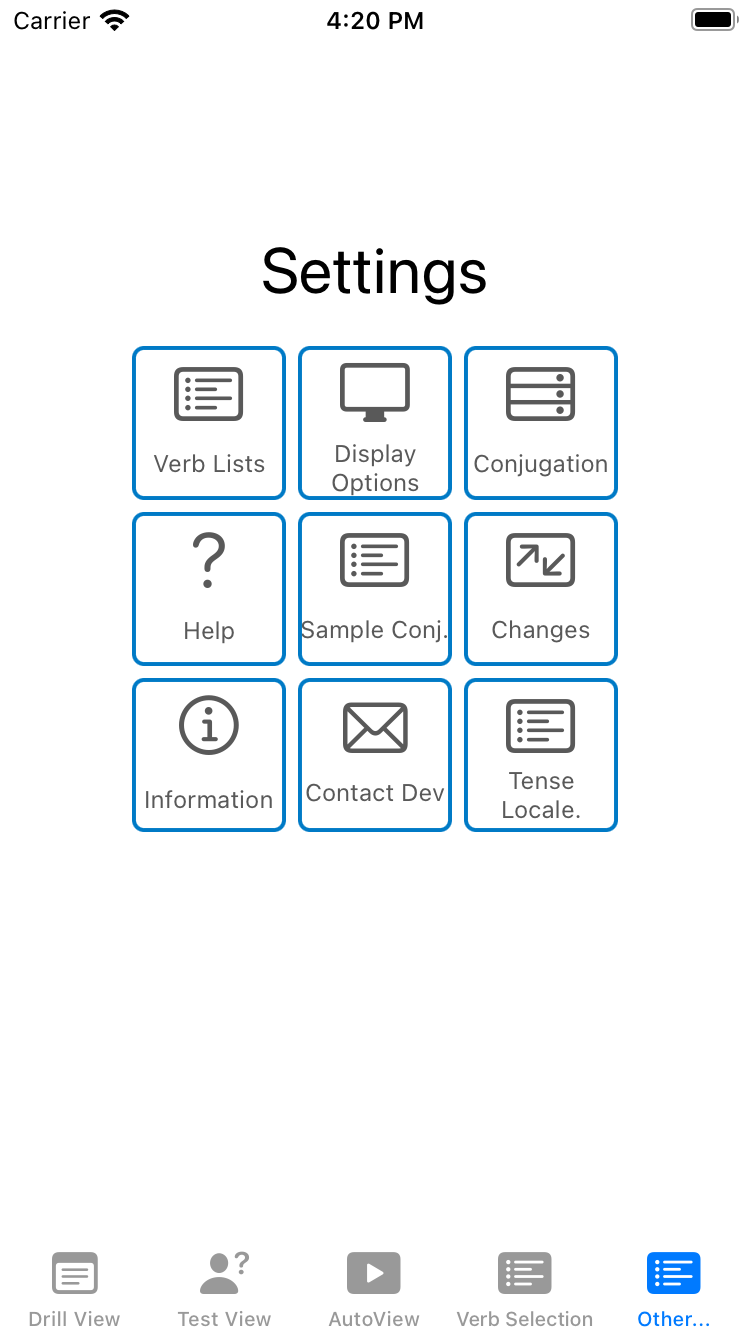 Carrier 4:20 PM
Settings
Verb Lists
Display
Options
Conjugation
Help
Sample Conj.
Changes
Information
Contact Dev
Tense
Locale.
Drill View Test View AutoView Verb Selection Other...